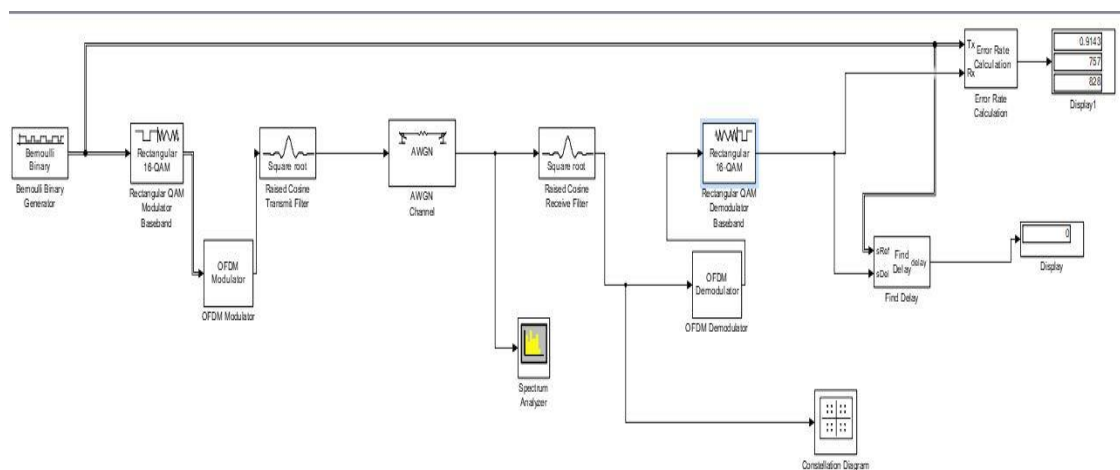 Tx
Rx
Error Rate
Calculation
Error Rate
Calculation
0.9143
757
828
Display1
Bernoulli
Binary
Bernoulli Binary
Generator
Rectangular
16-QAM
Rectangular QAM
Modulator
Baseband
Square root
Raised Cosine
Transmit Filter
AWGN
AWGN
Channel
Square root
Raised Cosine
Receive Filter
Rectangular
16-QAM
Rectangular QAM
Demodulator
Baseband
OFDM
Modulator
OFDM Modulator
OFDM
Demodulator
OFDM Demodulator
sRef
sDel
Find
Delay
delay
Find Delay
0
Display
Spectrum
Analyzer
Constellation Diagram